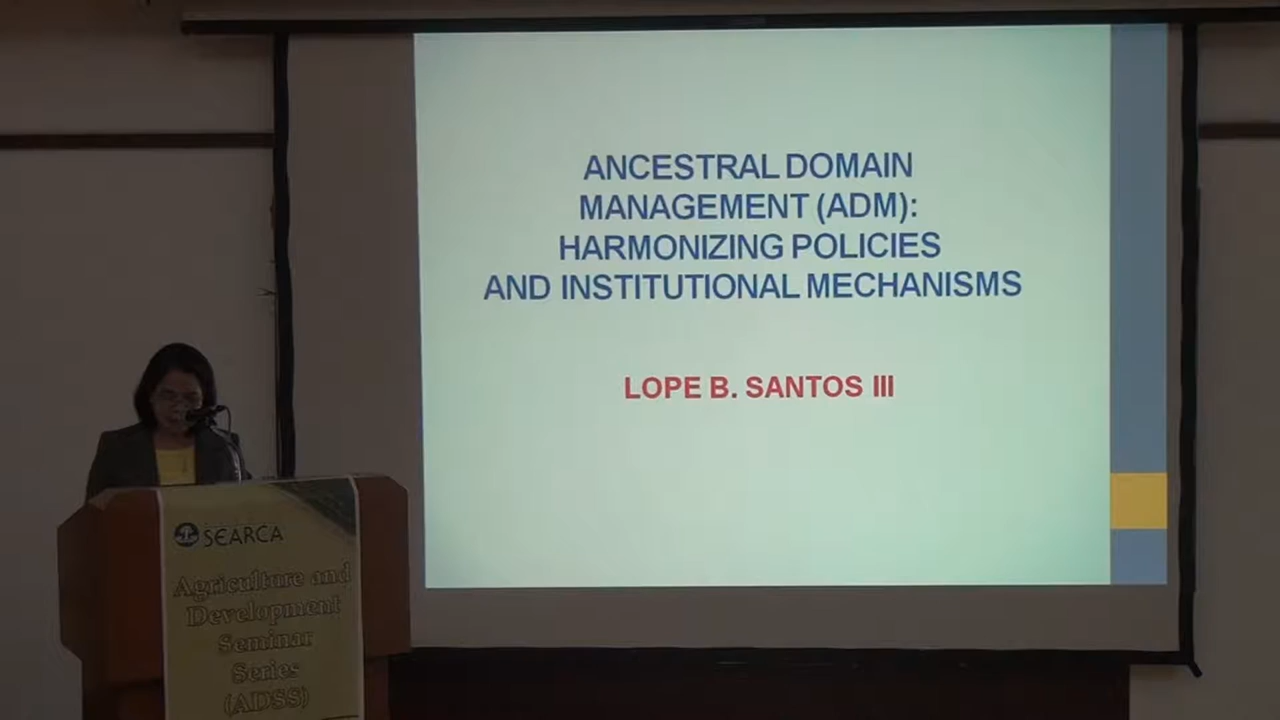 ANCESTRAL DOMAIN
MANAGEMENT (ADM):
HARMONIZING POLICIES
AND INSTITUTIONAL MECHANISMS
LOPE B. SANTOS III
SEARCA
Agriculture and
Development
Seminar
Series
(ADSS)